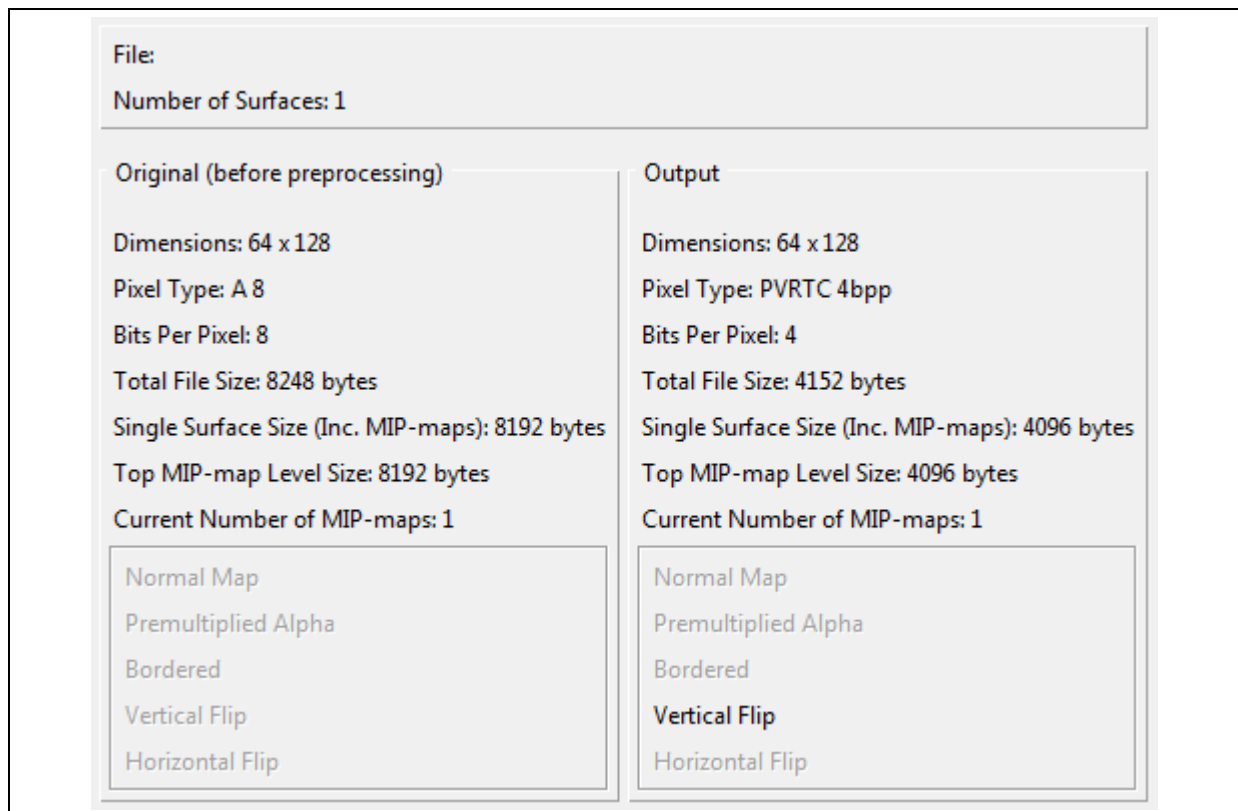 File:
Number of Surfaces: 1
Original (before preprocessing)
Dimensions: 64 x 128
Pixel Type: A 8
Bits Per Pixel: 8
Total File Size: 8248 bytes
Single Surface Size (Inc. MIP-maps): 8192 bytes
Top MIP-map Level Size: 8192 bytes
Current Number of MIP-maps: 1
Normal Map
Premultiplied Alpha
Bordered
Vertical Flip
Horizontal Flip
Output
Dimensions: 64 x 128
Pixel Type: PVRTC 4bpp
Bits Per Pixel: 4
Total File Size: 4152 bytes
Single Surface Size (Inc. MIP-maps): 4096 bytes
Top MIP-map Level Size: 4096 bytes
Current Number of MIP-maps: 1
Normal Map
Premultiplied Alpha
Bordered
Vertical Flip
Horizontal Flip